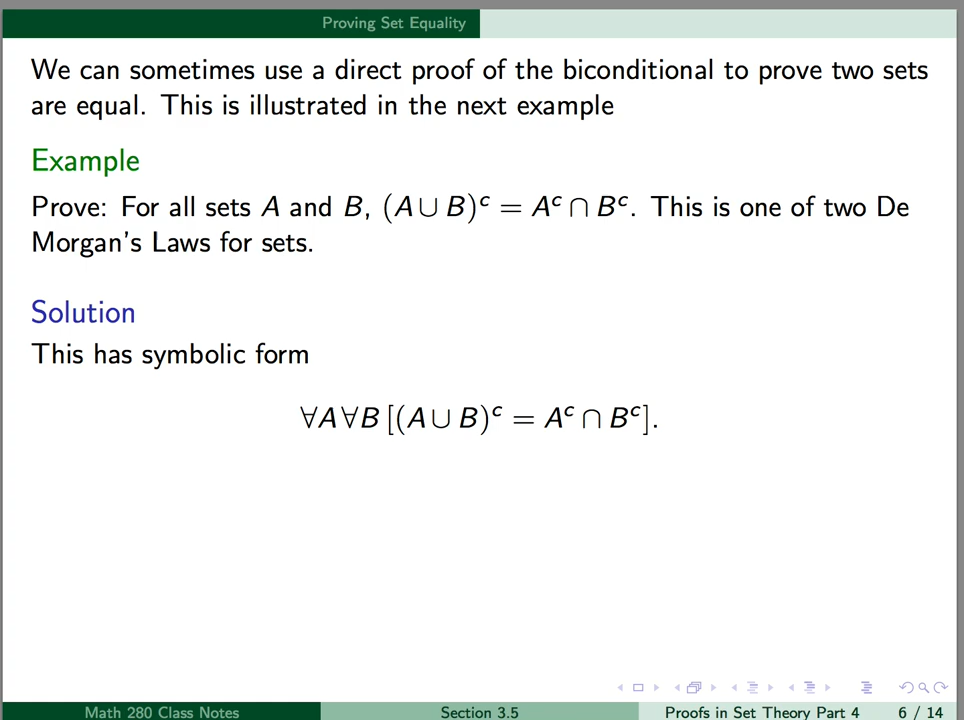 Proving Set Equality
We can sometimes use a direct proof of the biconditional to prove two sets
are equal. This is illustrated in the next example
Example
Prove: For all sets A and B, (A ∪ B)ᶜ = Aᶜ ∩ Bᶜ. This is one of two De
Morgan's Laws for sets.
Solution
This has symbolic form
∀A∀B [(A ∪ B)ᶜ = Aᶜ ∩ Bᶜ].
Math 280 Class Notes
Section 3.5
Proofs in Set Theory Part 4
6 / 14